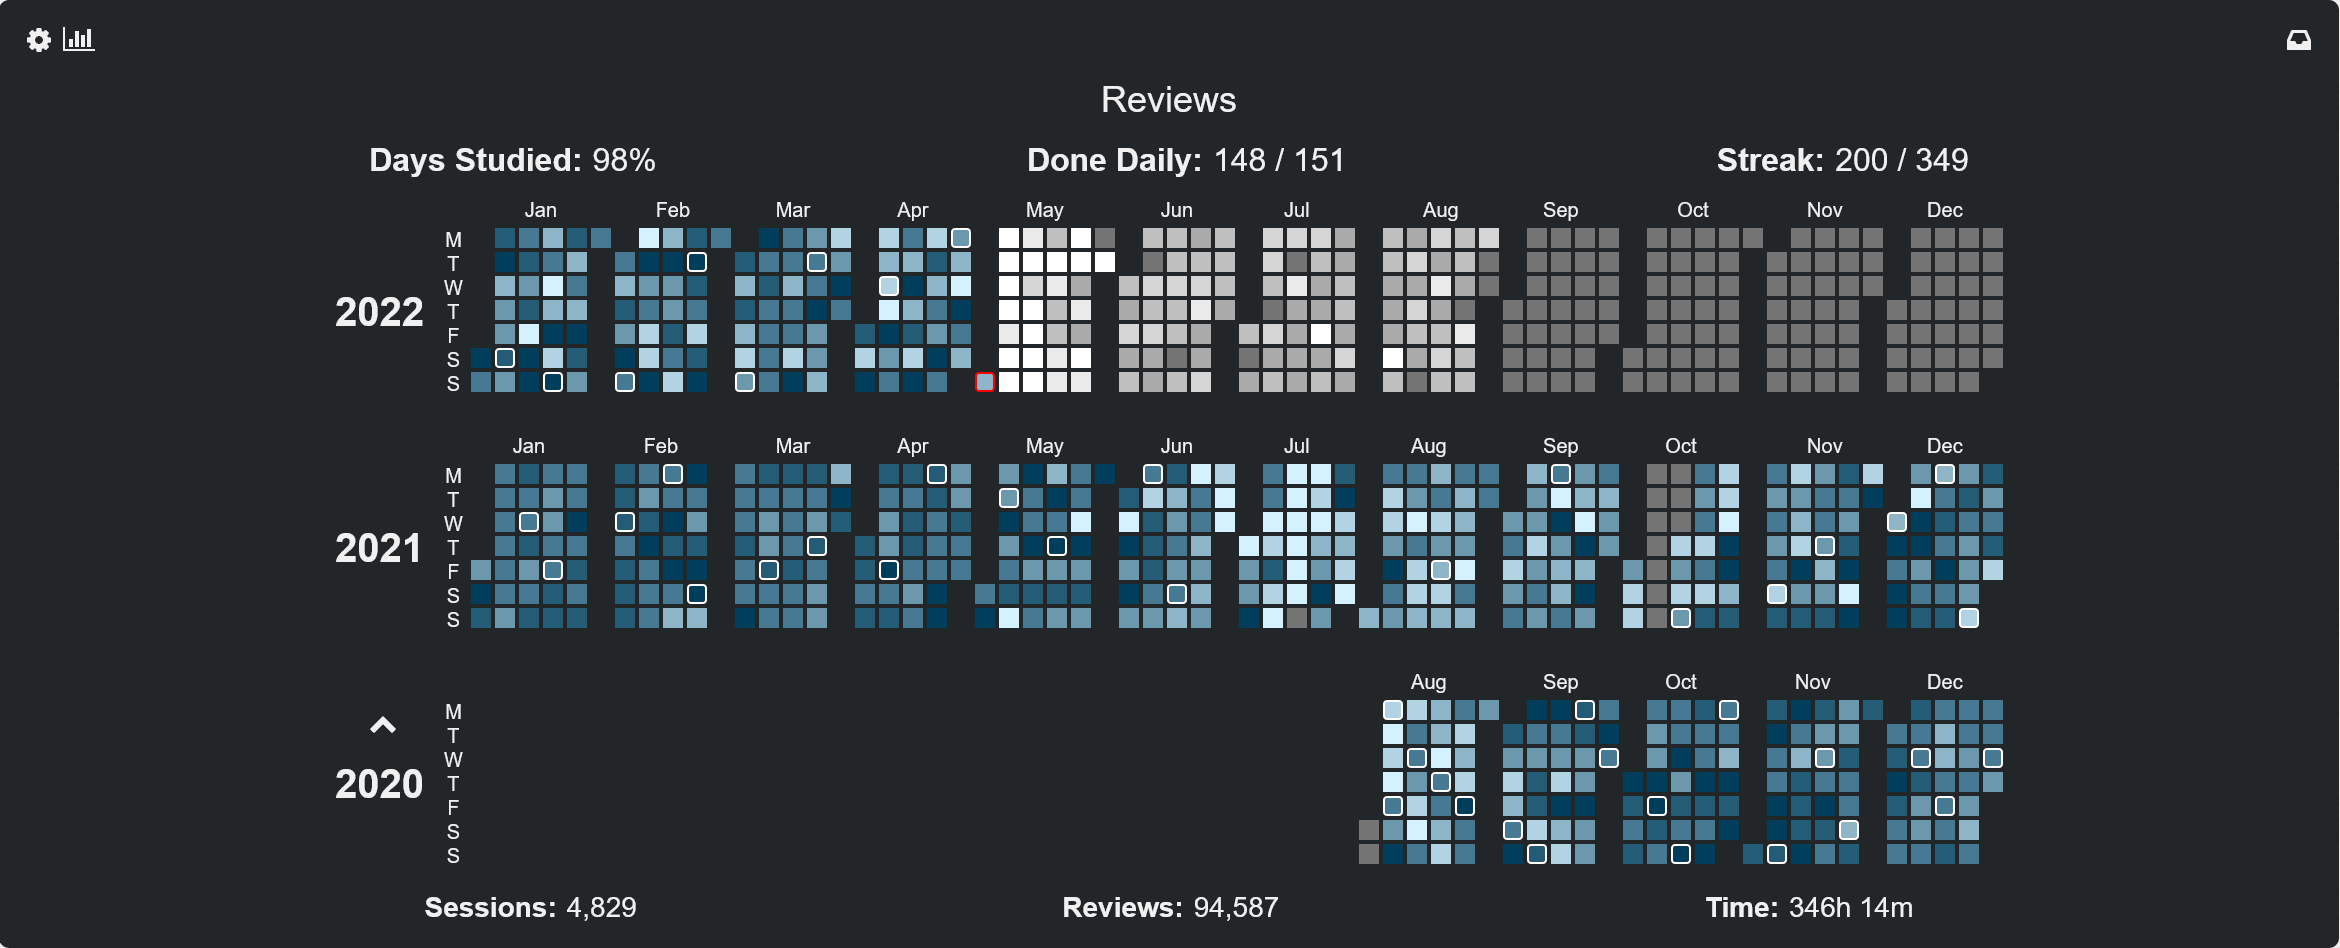 Reviews
Days Studied: 98% Done Daily: 148 / 151 Streak: 200 / 349
Jan Feb Mar Apr May Jun Jul Aug Sep Oct Nov Dec
M
T
W
2022
T
F
S
S
Jan Feb Mar Apr May Jun Jul Aug Sep Oct Nov Dec
M
T
W
2021
T
F
S
S
Aug Sep Oct Nov Dec
M
T
W
2020
T
F
S
S
Sessions: 4,829 Reviews: 94,587 Time: 346h 14m